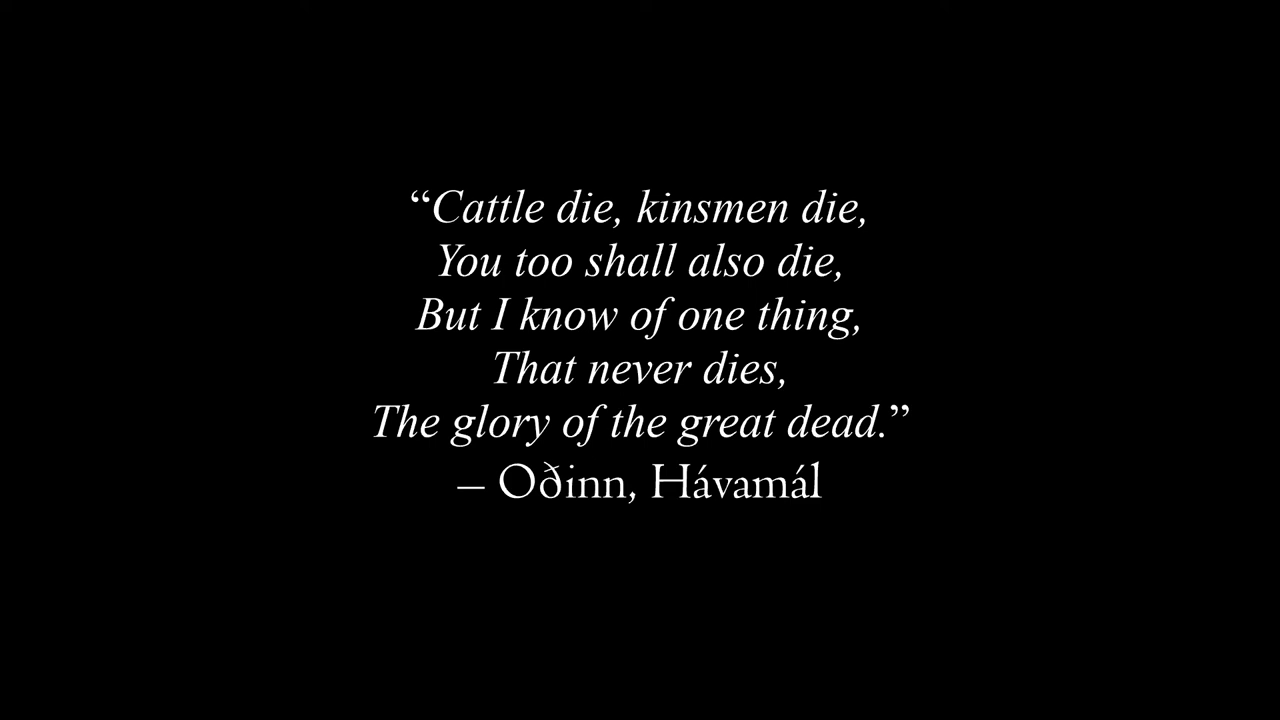 “Cattle die, kinsmen die,
You too shall also die,
But I know of one thing,
That never dies,
The glory of the great dead.”
– Oðinn, Hávamál